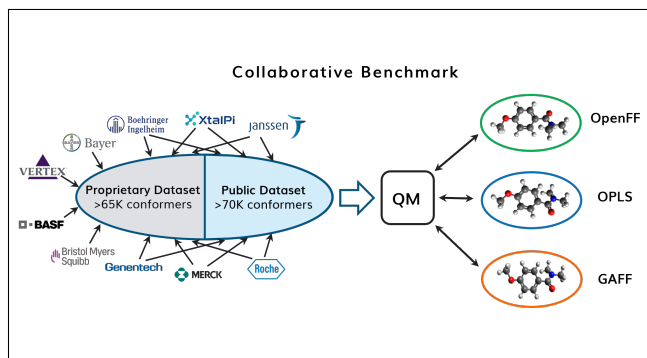 Collaborative Benchmark
Boehringer
Ingelheim
XtalPi
janssen
BAYER
Bayer
VERTEX
BASF
Bristol Myers
Squibb
Genentech
MERCK
Roche
Proprietary Dataset
>65K conformers
Public Dataset
>70K conformers
QM
OpenFF
OPLS
GAFF